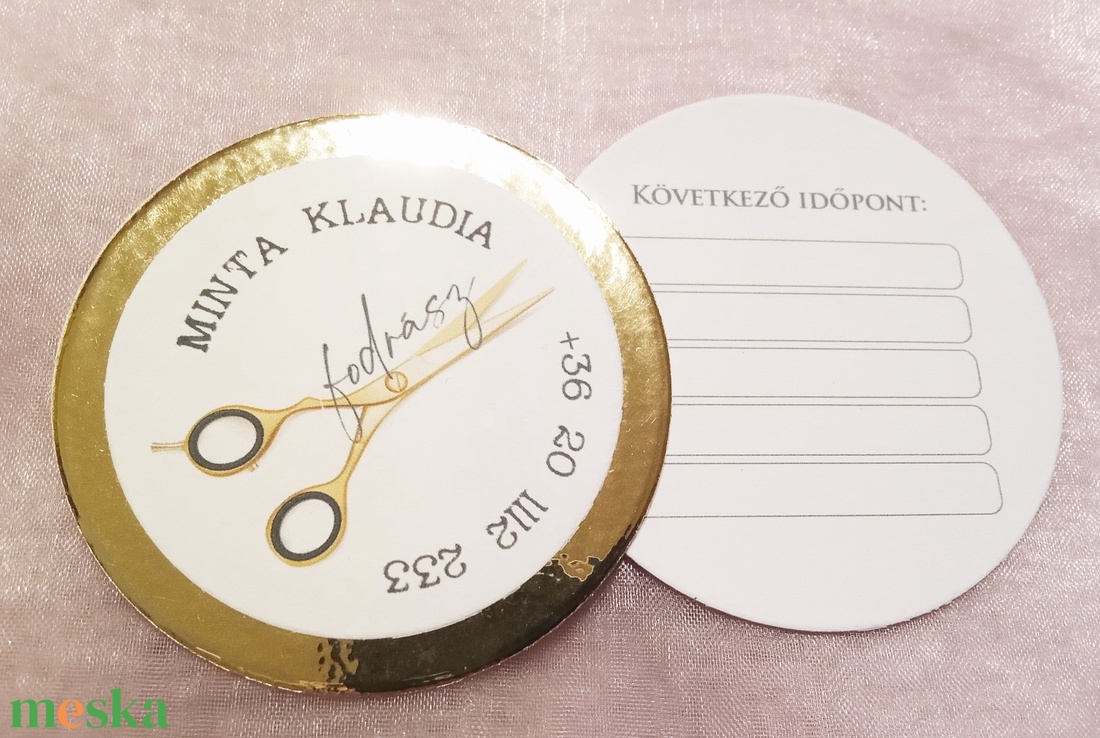 MINTA KLAUDIA
fodrász
+36 20 1112 233
KÖVETKEZŐ IDŐPONT:
meska